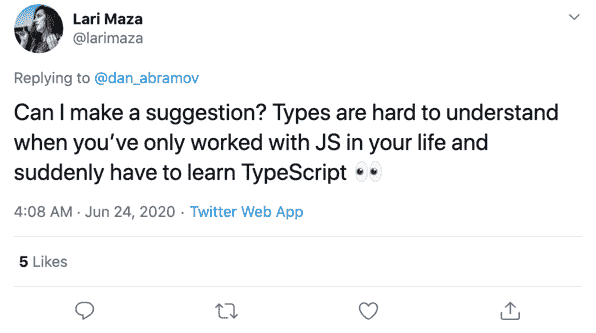 Lari Maza
@larimaza
Replying to @dan_abramov
Can I make a suggestion? Types are hard to understand
when you’ve only worked with JS in your life and
suddenly have to learn TypeScript 👀
4:08 AM · Jun 24, 2020 · Twitter Web App
5 Likes